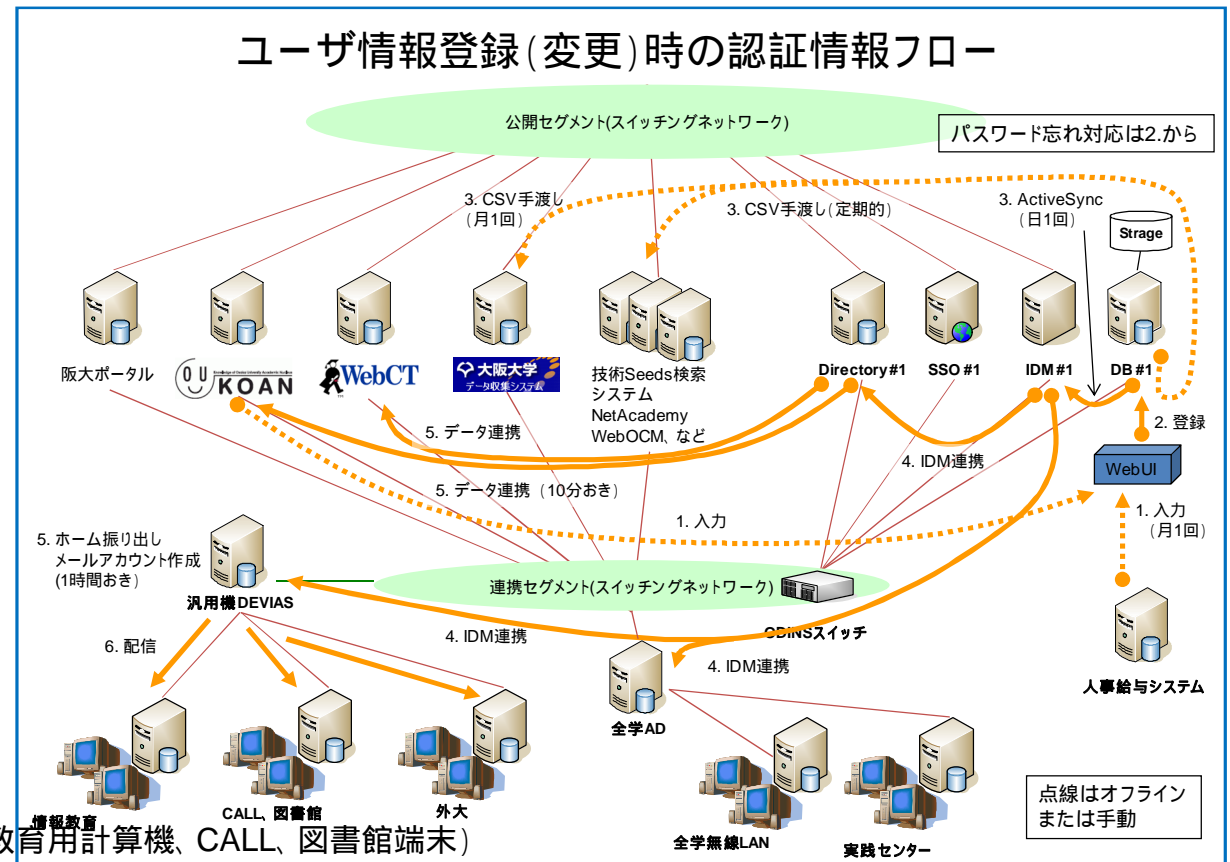 ユーザ情報登録(変更)時の認証情報フロー
公開セグメント(スイッチングネットワーク)
パスワード忘れ対応は2.から
3. CSV手渡し
(月1回)
3. CSV手渡し(定期的)
3. ActiveSync
(日1回)
Strage
阪大ポータル
OU
KOAN
WebCT
大阪大学
データ収集システム
技術Seeds検索
システム
NetAcademy
WebOCM、など
Directory#1
SSO#1
IDM#1
DB#1
2. 登録
WebUI
5. データ連携
4. IDM連携
5. データ連携 (10分おき)
1. 入力
1. 入力
(月1回)
5. ホーム振り出し
メールアカウント作成
(1時間おき)
汎用機DEVIAS
連携セグメント(スイッチングネットワーク)
ODINSスイッチ
4. IDM連携
4. IDM連携
6. 配信
人事給与システム
全学AD
情報教育
CALL、図書館
外大
点線はオフライン
または手動
教育用計算機、CALL、図書館端末)
全学無線LAN
実践センター